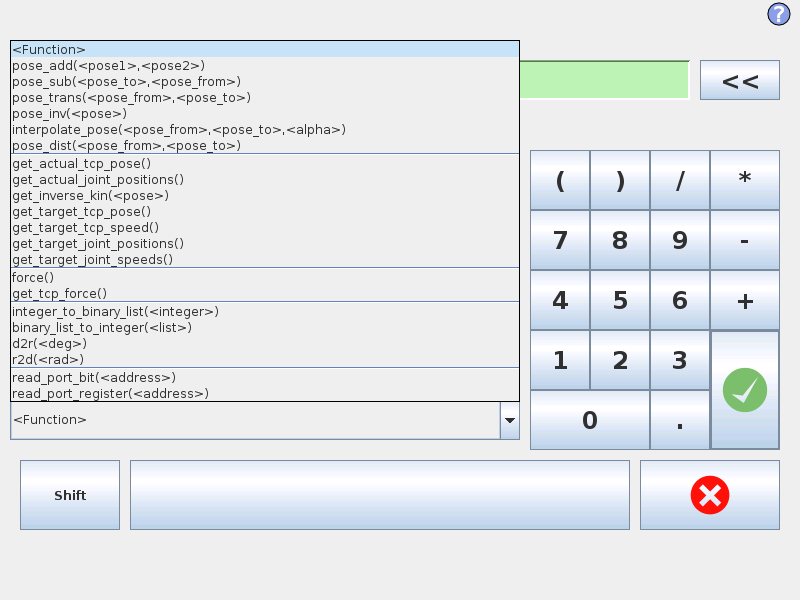 ?
<Function>
pose_add(<pose1>,<pose2>)
pose_sub(<pose_to>,<pose_from>)
pose_trans(<pose_from>,<pose_to>)
pose_inv(<pose>)
interpolate_pose(<pose_from>,<pose_to>,<alpha>)
pose_dist(<pose_from>,<pose_to>)
get_actual_tcp_pose()
get_actual_joint_positions()
get_inverse_kin(<pose>)
get_target_tcp_pose()
get_target_tcp_speed()
get_target_joint_positions()
get_target_joint_speeds()
force()
get_tcp_force()
integer_to_binary_list(<integer>)
binary_list_to_integer(<list>)
d2r(<deg>)
r2d(<rad>)
read_port_bit(<address>)
read_port_register(<address>)
<Function>
<<
( ) / *
7 8 9 -
4 5 6 +
1 2 3
0 .
Shift